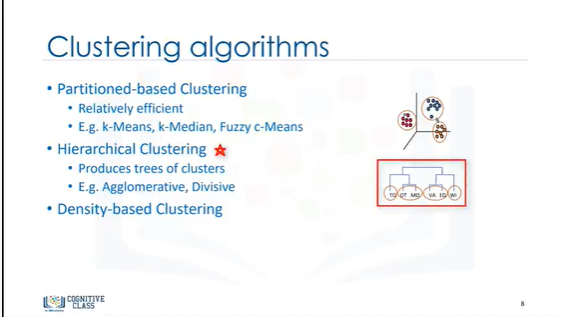 Clustering algorithms
• Partitioned-based Clustering
• Relatively efficient
• E.g. k-Means, k-Median, Fuzzy c-Means
• Hierarchical Clustering
• Produces trees of clusters
• E.g. Agglomerative, Divisive
• Density-based Clustering
TO OT MO VA ED WI
COGNITIVE
CLASS
8